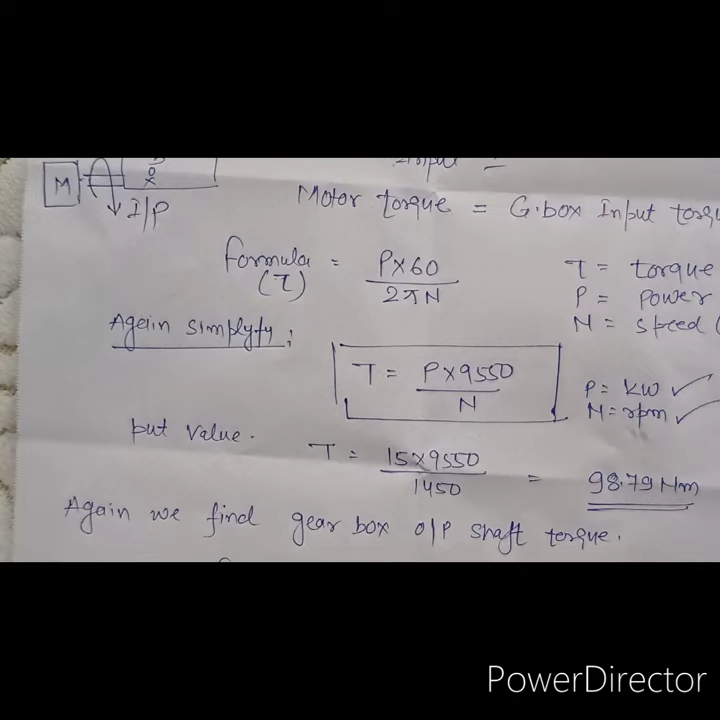 M
I/P
Motor torque = G.box Input torqu
Formula (T) = P×60 / 2πN
T = torque
P = power
N = speed (
Again simplyfy:
T = P×9550 / N
P = kw ✓
N = rpm ✓
put value.
T = 15×9550 / 1450 = 98.79 Nm
Again we find gear box o/p shaft torque.
PowerDirector